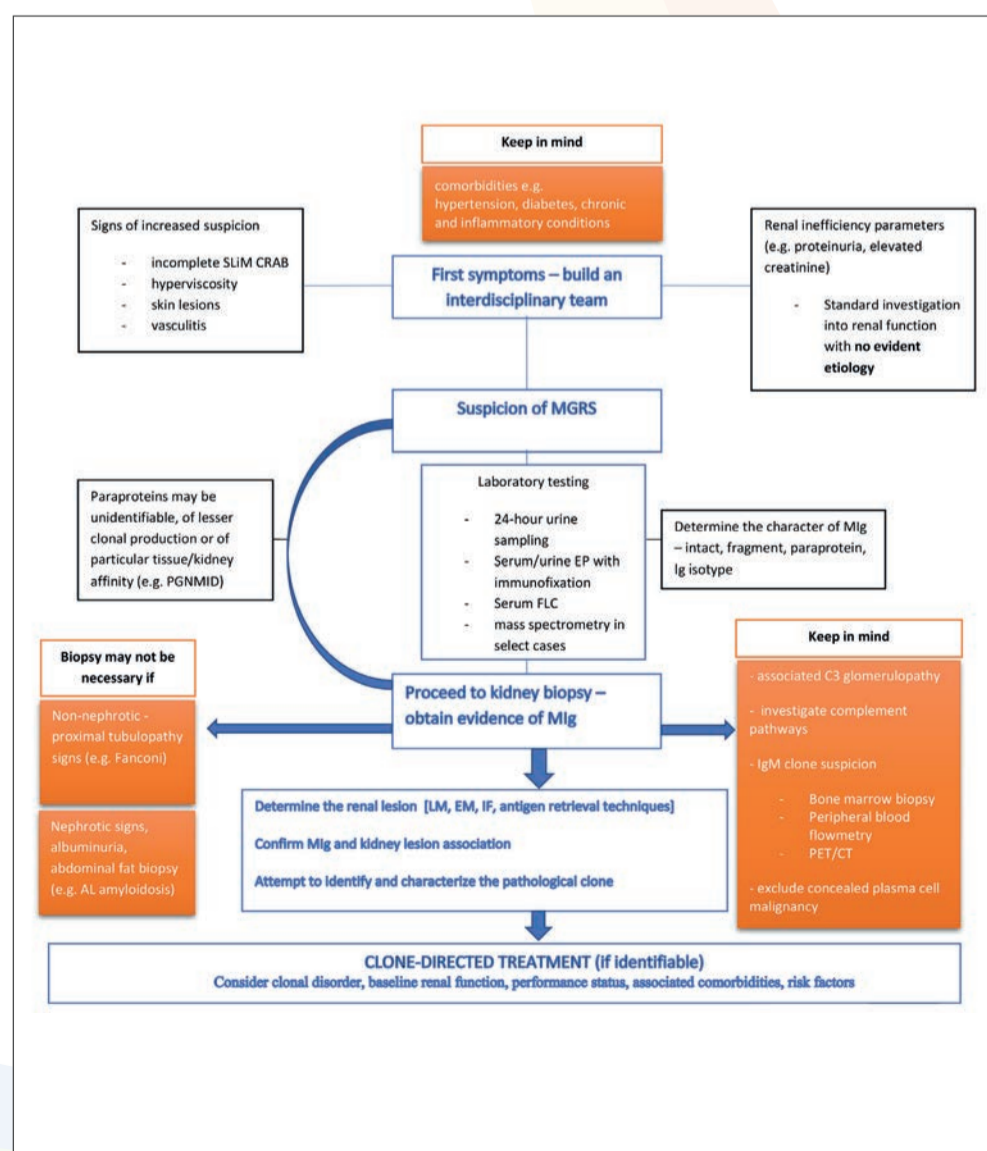 Keep in mind
comorbidities e.g.
hypertension, diabetes, chronic
and inflammatory conditions
Signs of increased suspicion
- incomplete SLiM CRAB
- hyperviscosity
- skin lesions
- vasculitis
First symptoms – build an
interdisciplinary team
Renal inefficiency parameters
(e.g. proteinuria, elevated
creatinine)
- Standard investigation
into renal function
with no evident
etiology
Suspicion of MGRS
Paraproteins may be
unidentifiable, of lesser
clonal production or of
particular tissue/kidney
affinity (e.g. PGNMID)
Laboratory testing
- 24-hour urine
sampling
- Serum/urine EP with
immunofixation
- Serum FLC
- mass spectrometry in
select cases
Determine the character of MIg
– intact, fragment, paraprotein,
Ig isotype
Biopsy may not be
necessary if
Non-nephrotic -
proximal tubulopathy
signs (e.g. Fanconi)
Nephrotic signs,
albuminuria,
abdominal fat biopsy
(e.g. AL amyloidosis)
Proceed to kidney biopsy –
obtain evidence of MIg
Keep in mind
- associated C3 glomerulopathy
- investigate complement
pathways
- IgM clone suspicion
- Bone marrow biopsy
- Peripheral blood
flowmetry
- PET/CT
- exclude concealed plasma cell
malignancy
Determine the renal lesion [LM, EM, IF, antigen retrieval techniques]
Confirm MIg and kidney lesion association
Attempt to identify and characterize the pathological clone
CLONE-DIRECTED TREATMENT (if identifiable)
Consider clonal disorder, baseline renal function, performance status, associated comorbidities, risk factors